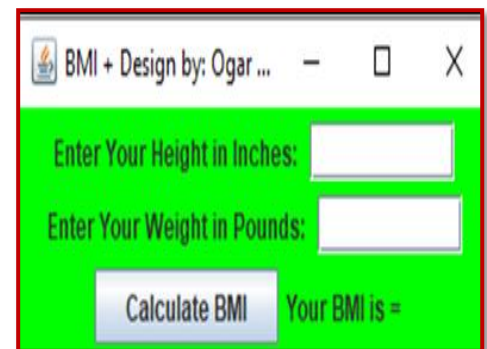 BMI + Design by: Ogar ...
Enter Your Height in Inches:
Enter Your Weight in Pounds:
Calculate BMI Your BMI is =